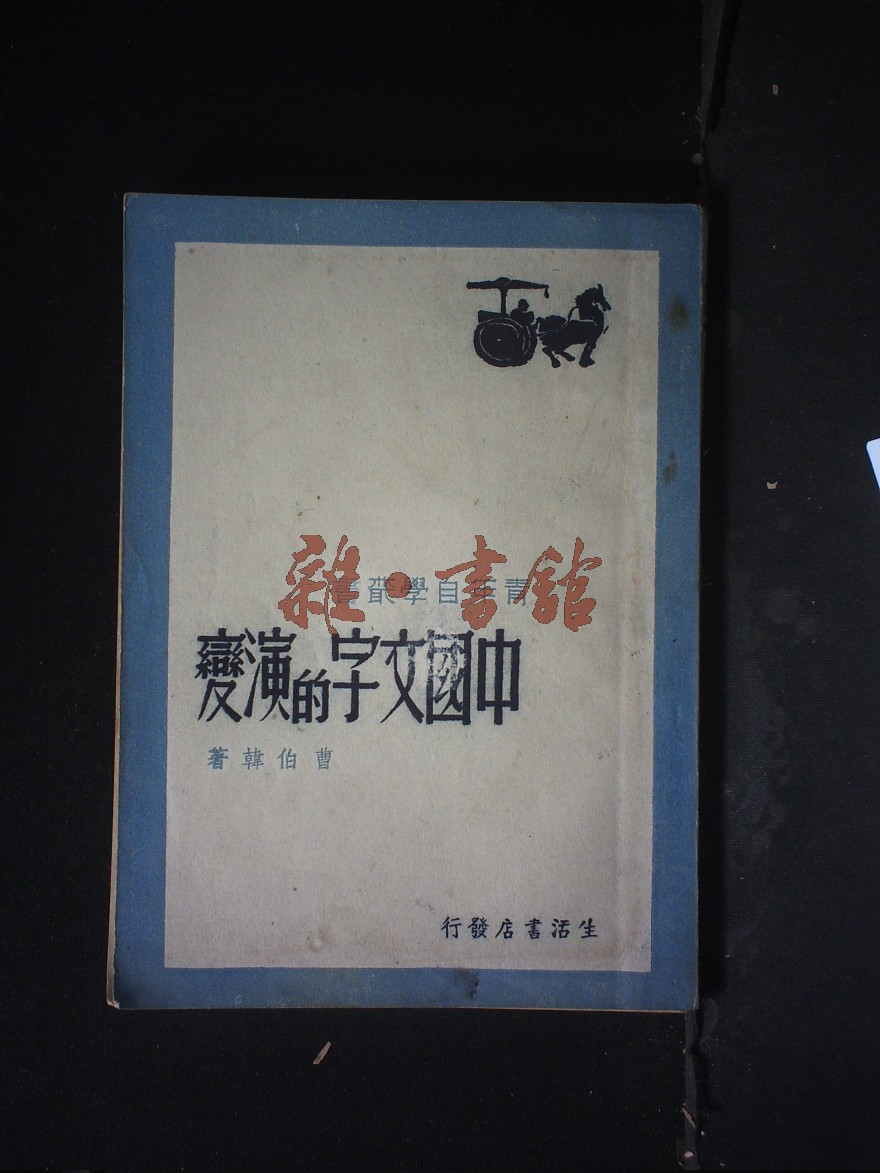 青年自學叢書
雜·書館
中國文字的演變
曹伯韓著
生活書店發行